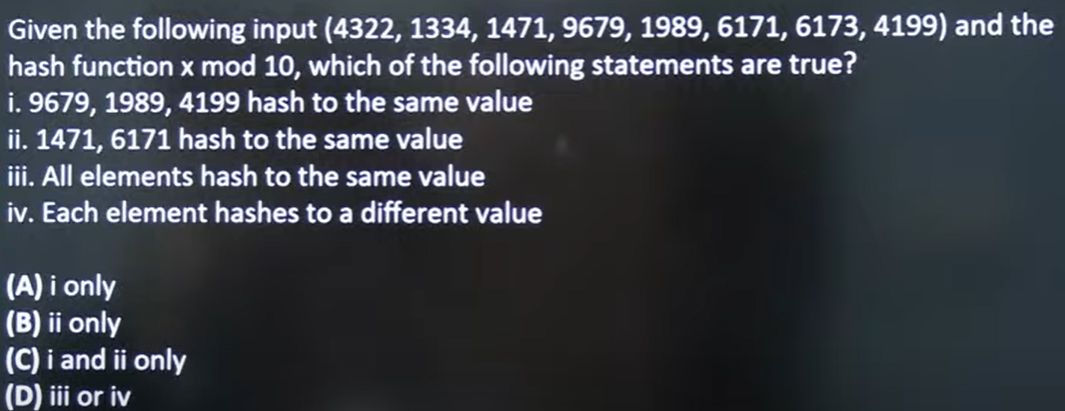 Given the following input (4322, 1334, 1471, 9679, 1989, 6171, 6173, 4199) and the
hash function x mod 10, which of the following statements are true?
i. 9679, 1989, 4199 hash to the same value
ii. 1471, 6171 hash to the same value
iii. All elements hash to the same value
iv. Each element hashes to a different value
(A) i only
(B) ii only
(C) i and ii only
(D) iii or iv